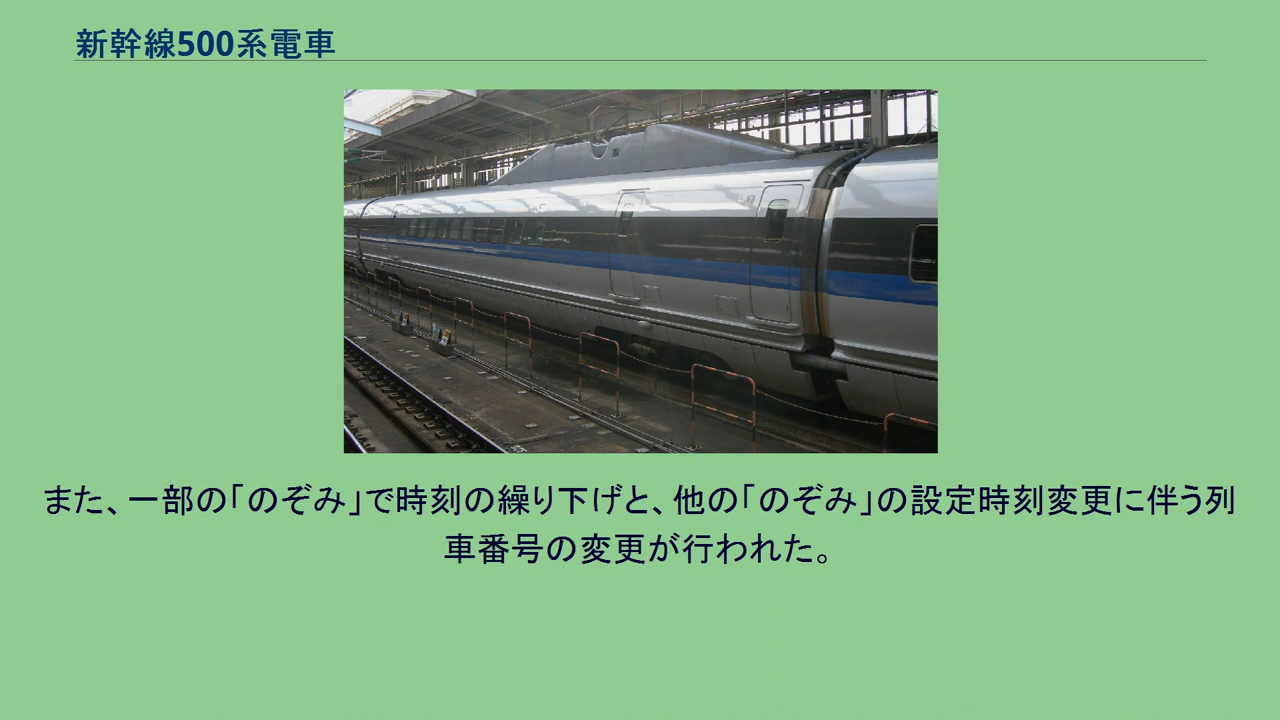 新幹線500系電車
また、一部の「のぞみ」で時刻の繰り下げと、他の「のぞみ」の設定時刻変更に伴う列
車番号の変更が行われた。